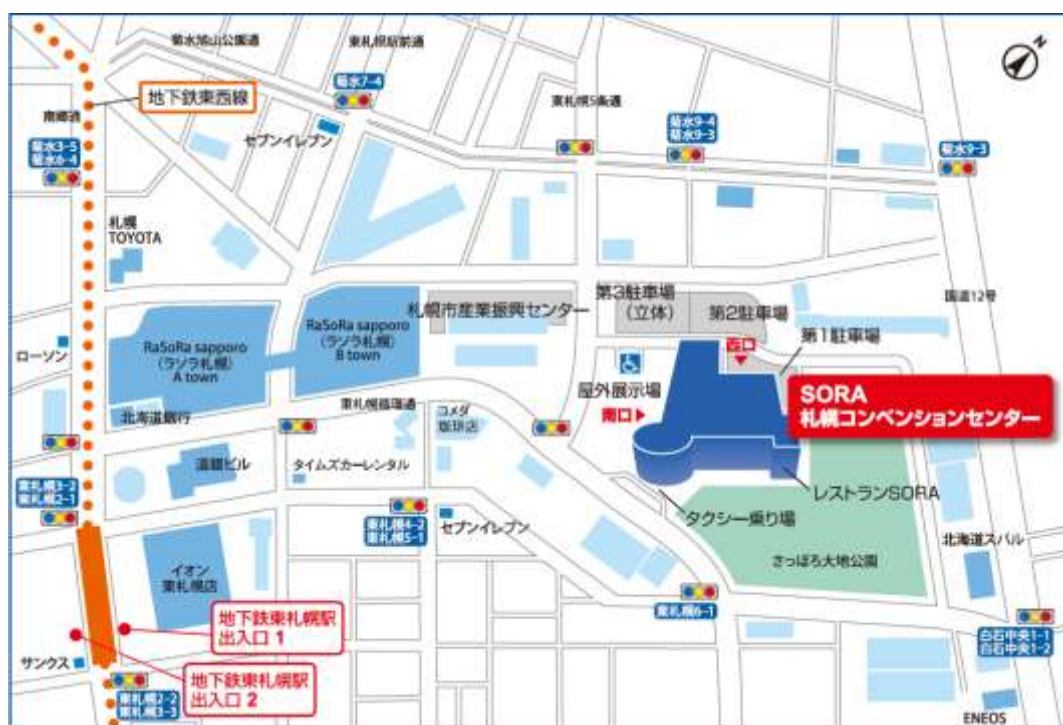 N
菊水旭山公園通
東札幌駅前通
菊水7-4
地下鉄東西線
南郷通
東札幌5条通
菊水9-4
菊水9-3
セブンイレブン
菊水3-5
菊水6-4
菊水9-3
札幌
TOYOTA
国道12号
第3駐車場
(立体)
札幌市産業振興センター
第2駐車場
RaSoRa sapporo
(ラソラ札幌)
B town
西口
第1駐車場
RaSoRa sapporo
(ラソラ札幌)
A town
ローソン
屋外展示場
SORA
札幌コンベンションセンター
東札幌循環通
コメダ
珈琲店
南口
北海道銀行
道銀ビル
タイムズカーレンタル
レストランSORA
東札幌3-2
東札幌2-1
タクシー乗り場
東札幌4-2
東札幌5-1
セブンイレブン
北海道スバル
さっぽろ大地公園
イオン
東札幌店
東札幌6-1
地下鉄東札幌駅
出入口 1
白石中央1-1
白石中央1-2
サンクス
地下鉄東札幌駅
出入口 2
東札幌2-2
東札幌3-3
ENEOS